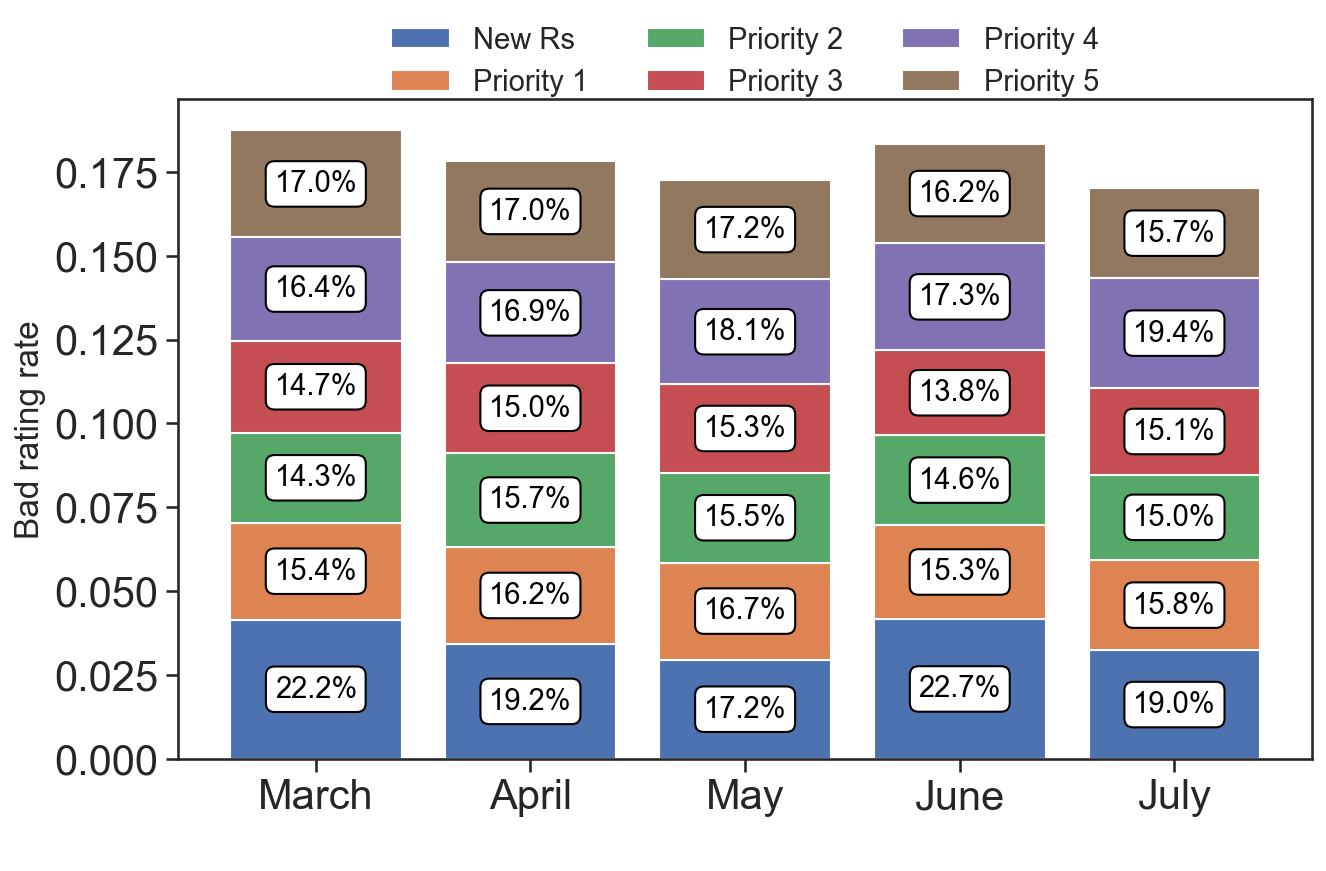 New Rs Priority 2 Priority 4
Priority 1 Priority 3 Priority 5
Bad rating rate
0.175
0.150
0.125
0.100
0.075
0.050
0.025
0.000
17.0% 17.0% 17.2% 16.2% 15.7%
16.4% 16.9% 18.1% 17.3% 19.4%
14.7% 15.0% 15.3% 13.8% 15.1%
14.3% 15.7% 15.5% 14.6% 15.0%
15.4% 16.2% 16.7% 15.3% 15.8%
22.2% 19.2% 17.2% 22.7% 19.0%
March April May June July